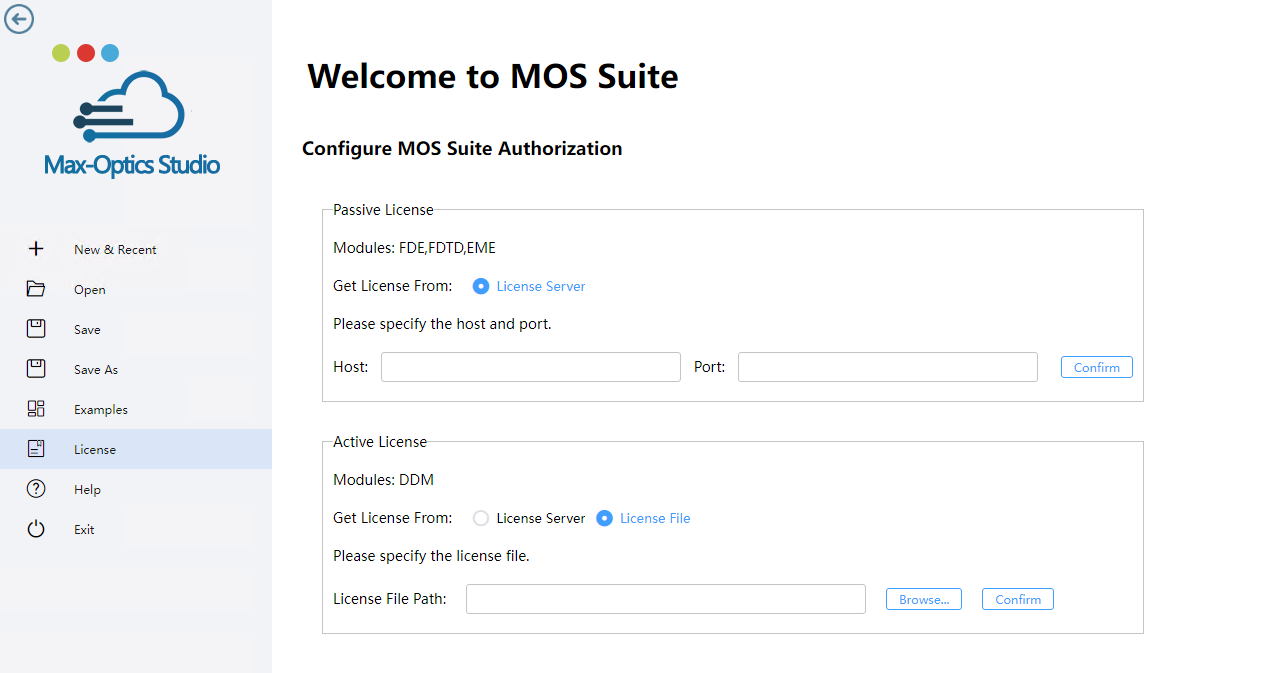 Max-Optics Studio
New & Recent
Open
Save
Save As
Examples
License
Help
Exit
Welcome to MOS Suite
Configure MOS Suite Authorization
Passive License
Modules: FDE,FDTD,EME
Get License From: License Server
Please specify the host and port.
Host: Port: Confirm
Active License
Modules: DDM
Get License From: License Server License File
Please specify the license file.
License File Path: Browse... Confirm